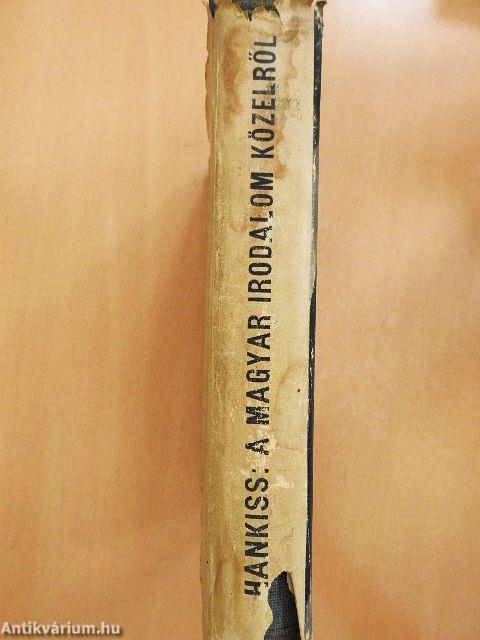 HANKISS: A MAGYAR IRODALOM KÖZELRŐL
Antikvárium.hu